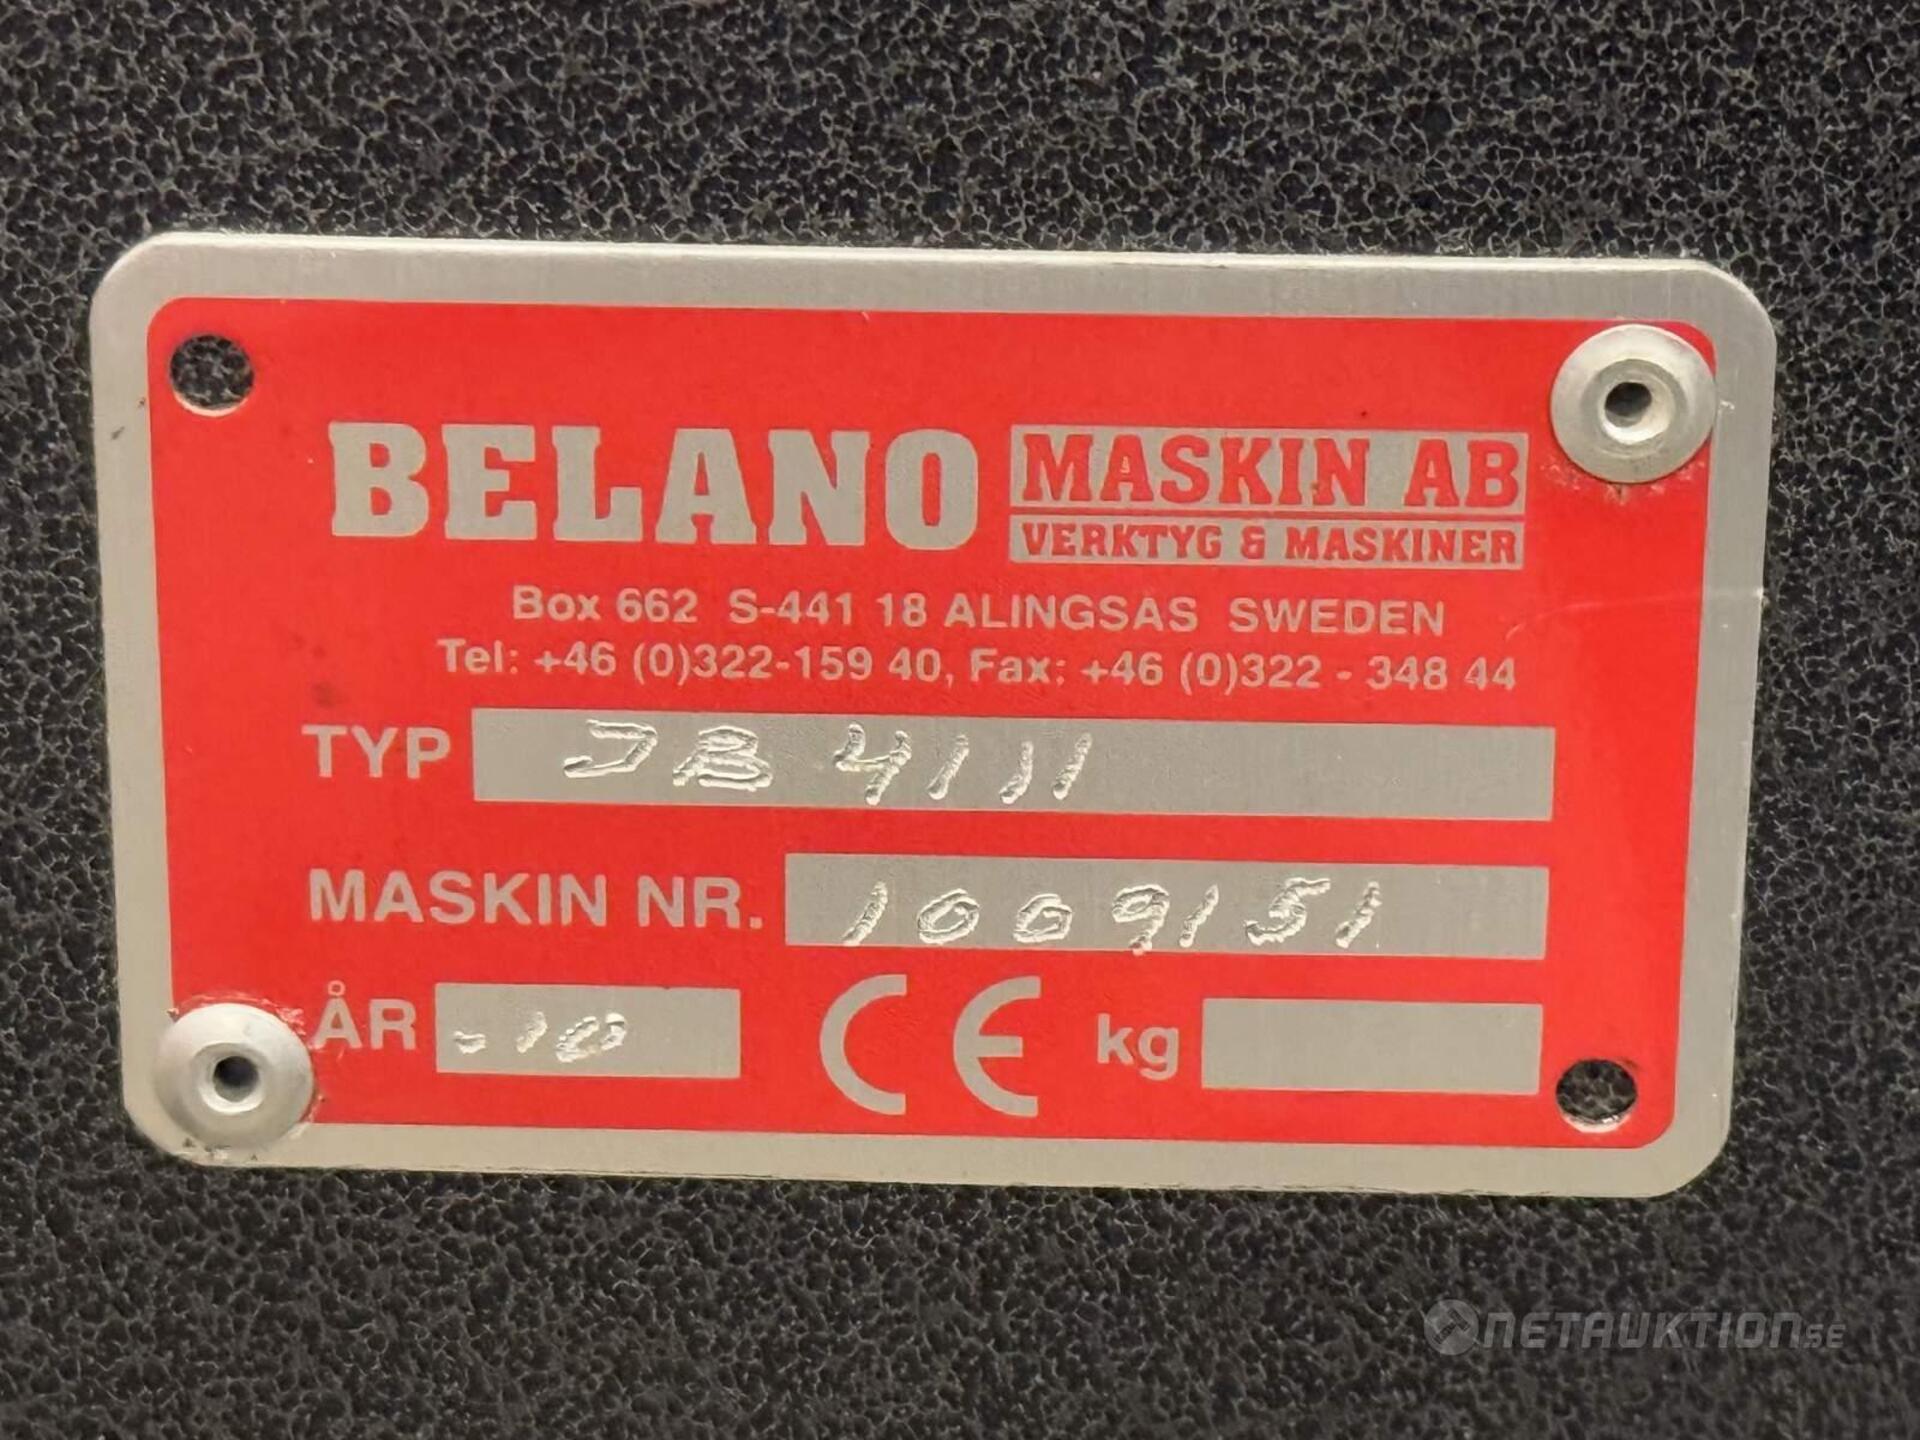 BELANO MASKIN AB
VERKTYG & MASKINER
Box 662 S-441 18 ALINGSAS SWEDEN
Tel: +46 (0)322-159 40, Fax: +46 (0)322 - 348 44
TYP JB 4111
MASKIN NR. 1009151
ÅR -10 CE kg
NETAUKTION.SE